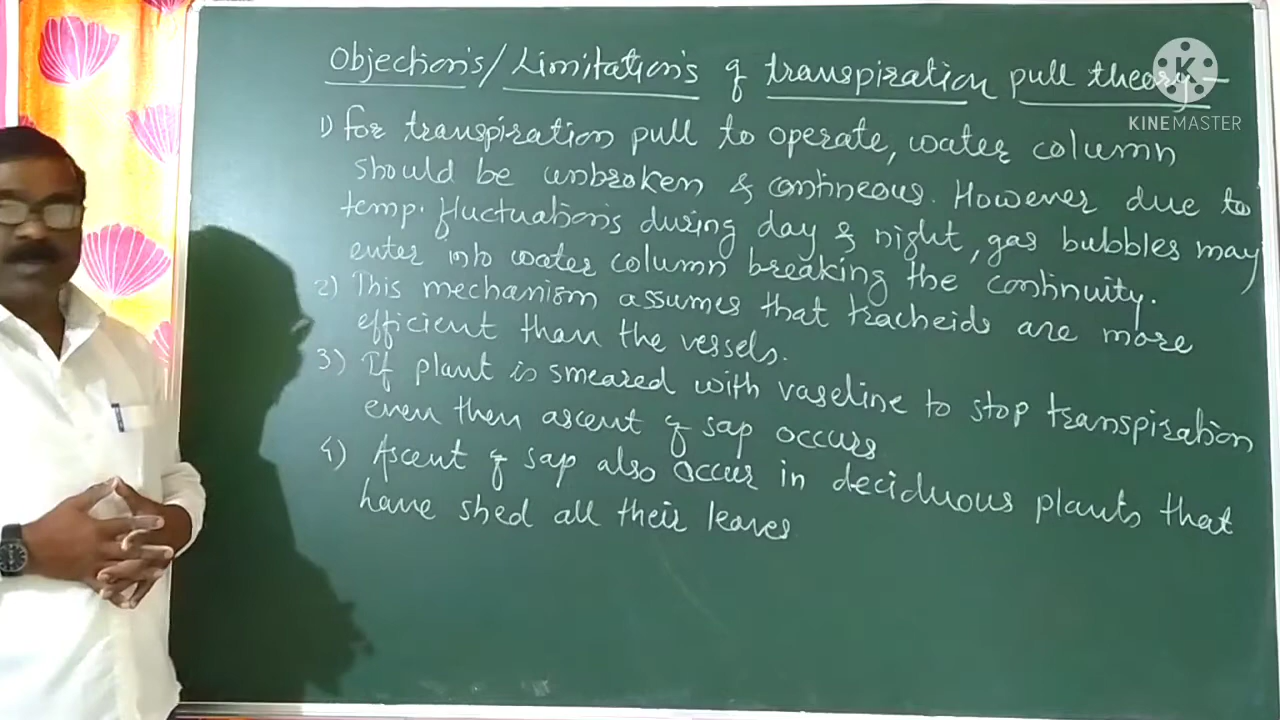 Objection's/Limitation's of transpiration pull theory -
1) For transpiration pull to operate, water column
should be unbroken & contineous. However due to
temp. fluctuation's during day & night, gas bubbles may
enter into water column breaking the continuity.
2) This mechanism assumes that tracheids are more
efficient than the vessels.
3) If plant is smeared with vaseline to stop transpiration
even then ascent of sap occurs
4) Ascent of sap also occur in deciduous plants that
have shed all their leaves
K
KINEMASTER